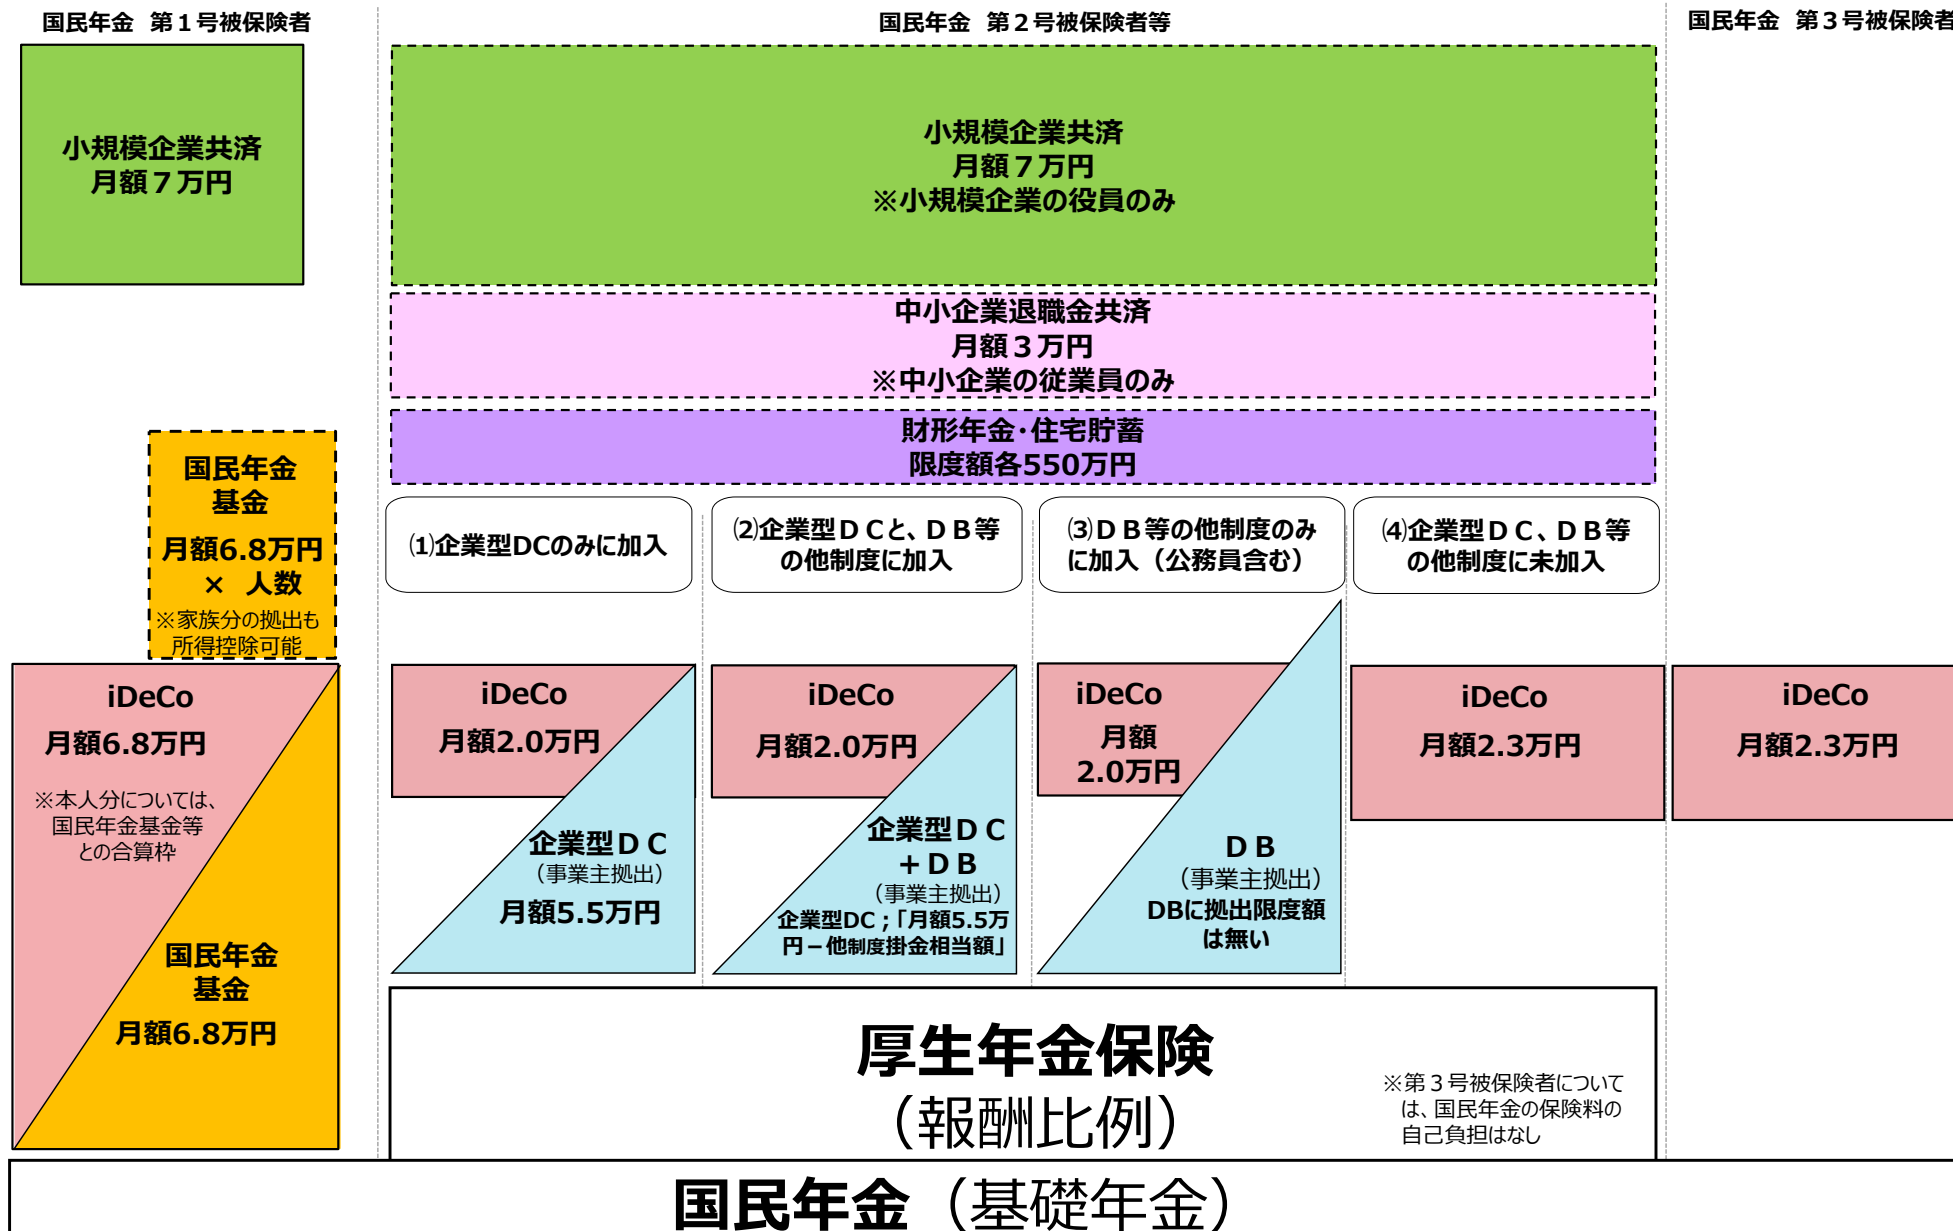 国民年金 第１号被保険者
国民年金 第２号被保険者等
国民年金 第３号被保険者
小規模企業共済
月額７万円
小規模企業共済
月額７万円
※小規模企業の役員のみ
中小企業退職金共済
月額３万円
※中小企業の従業員のみ
財形年金･住宅貯蓄
限度額各550万円
国民年金
基金
月額6.8万円
× 人数
※家族分の拠出も
所得控除可能
⑴企業型DCのみに加入
⑵企業型ＤＣと、ＤＢ等
の他制度に加入
⑶ＤＢ等の他制度のみ
に加入（公務員含む）
⑷企業型ＤＣ、ＤＢ等
の他制度に未加入
iDeCo
月額6.8万円
※本人分については、
国民年金基金等
との合算枠
国民年金
基金
月額6.8万円
iDeCo
月額2.0万円
企業型ＤＣ
（事業主拠出）
月額5.5万円
iDeCo
月額2.0万円
企業型ＤＣ
＋ＤＢ
（事業主拠出）
企業型DC；｢月額5.5万
円－他制度掛金相当額｣
iDeCo
月額
2.0万円
ＤＢ
（事業主拠出）
DBに拠出限度額
は無い
iDeCo
月額2.3万円
iDeCo
月額2.3万円
厚生年金保険
（報酬比例）
※第３号被保険者について
は、国民年金の保険料の
自己負担はなし
国民年金（基礎年金）